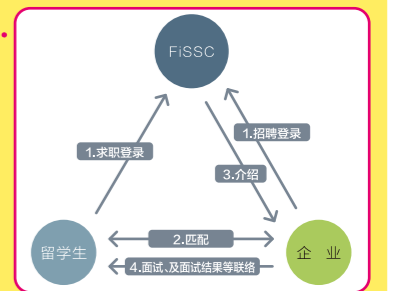 FiSSC
1.招聘登录
1.求职登录
3.介绍
2.匹配
留学生
企 业
4.面试、及面试结果等联络